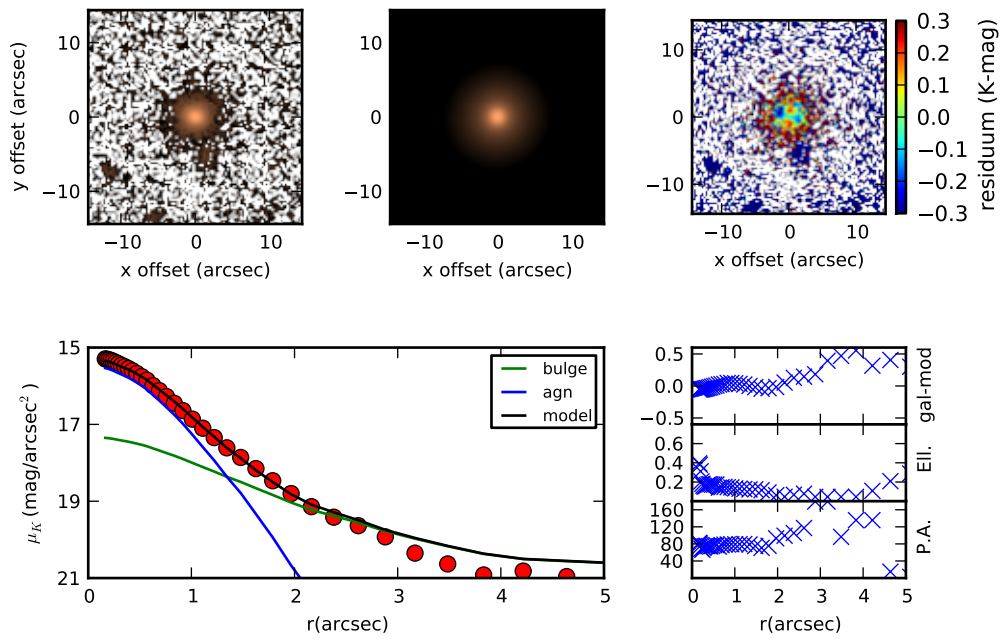 10
0
−10
y offset (arcsec)
−10 0 10
x offset (arcsec)
10
0
−10
−10 0 10
x offset (arcsec)
10
0
−10
−10 0 10
x offset (arcsec)
0.3
0.2
0.1
0.0
−0.1
−0.2
−0.3
residuum (K-mag)
15
17
19
21
μ_K (mag/arcsec²)
bulge
agn
model
0 1 2 3 4 5
r(arcsec)
0.5
0.0
−0.5
gal-mod
0.6
0.4
0.2
Ell.
160
120
80
40
P.A.
0 1 2 3 4 5
r(arcsec)